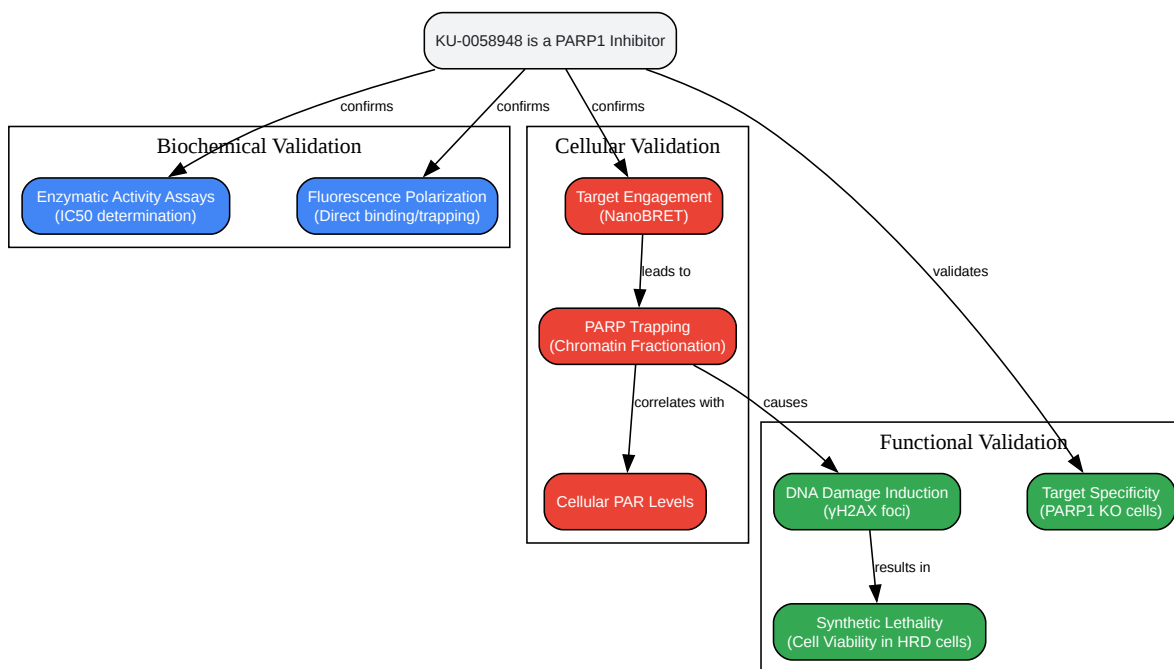 KU-0058948 is a PARP1 Inhibitor
confirms
confirms
confirms
Biochemical Validation
Enzymatic Activity Assays
(IC50 determination)
Fluorescence Polarization
(Direct binding/trapping)
Cellular Validation
Target Engagement
(NanoBRET)
leads to
validates
PARP Trapping
(Chromatin Fractionation)
correlates with
causes
Cellular PAR Levels
Functional Validation
DNA Damage Induction
(γH2AX foci)
Target Specificity
(PARP1 KO cells)
results in
Synthetic Lethality
(Cell Viability in HRD cells)